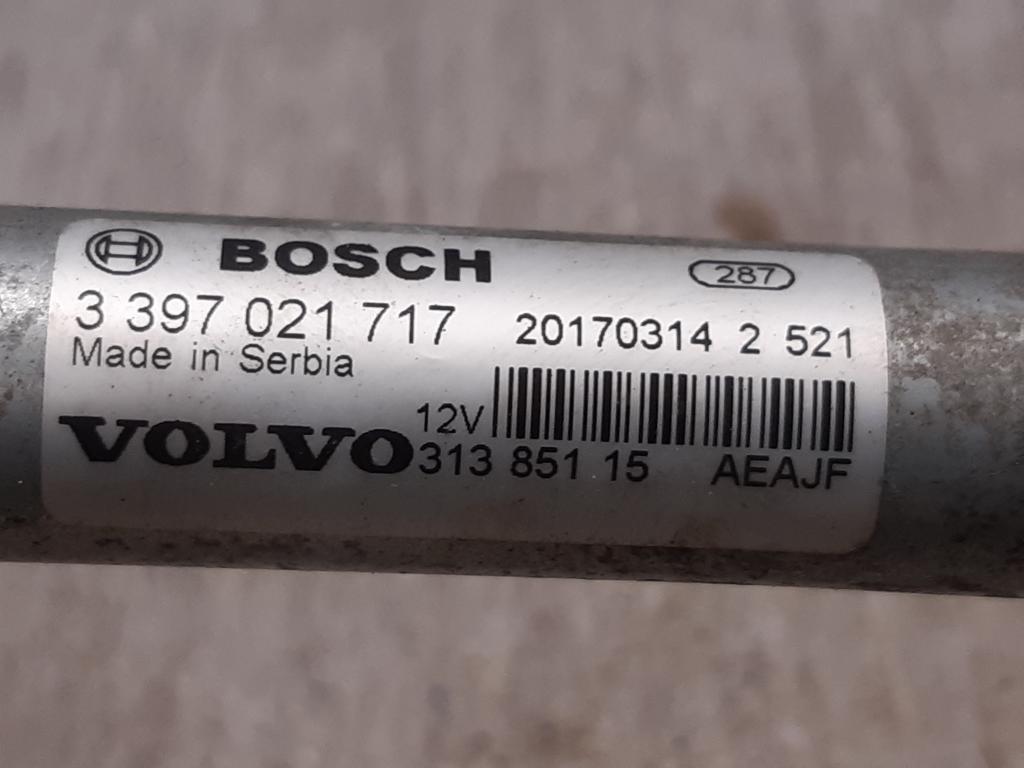 BOSCH 287
3 397 021 717 20170314 2 521
Made in Serbia
12V
VOLVO 313 851 15 AEAJF